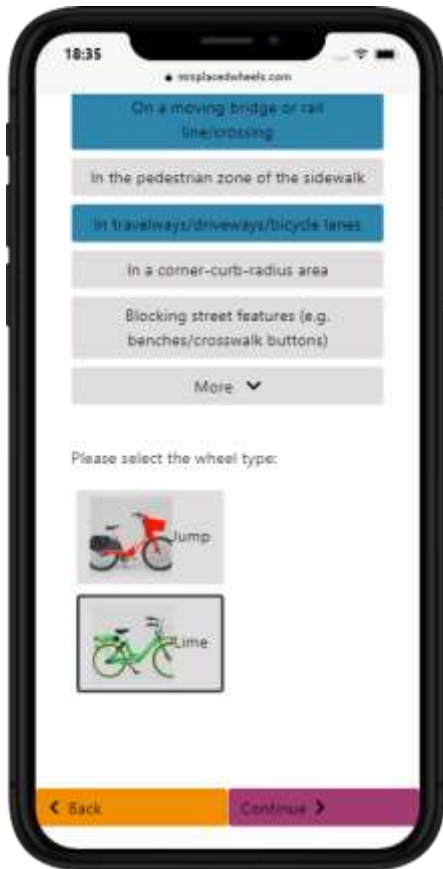 18:35
misplacedwheels.com
On a moving bridge or rail
line/crossing
In the pedestrian zone of the sidewalk
In travelways/driveways/bicycle lanes
In a corner-curb-radius area
Blocking street features (e.g.
benches/crosswalk buttons)
More
Please select the wheel type:
Jump
Lime
Back
Continue